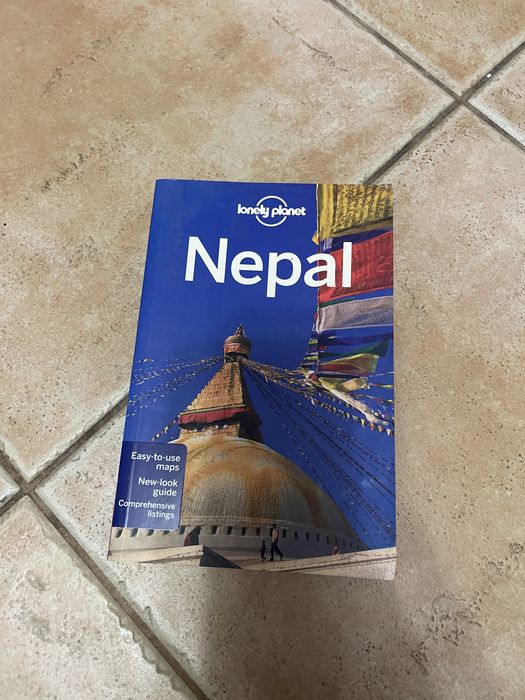 lonely planet
Nepal
Easy-to-use
maps
New-look
guide
Comprehensive
listings